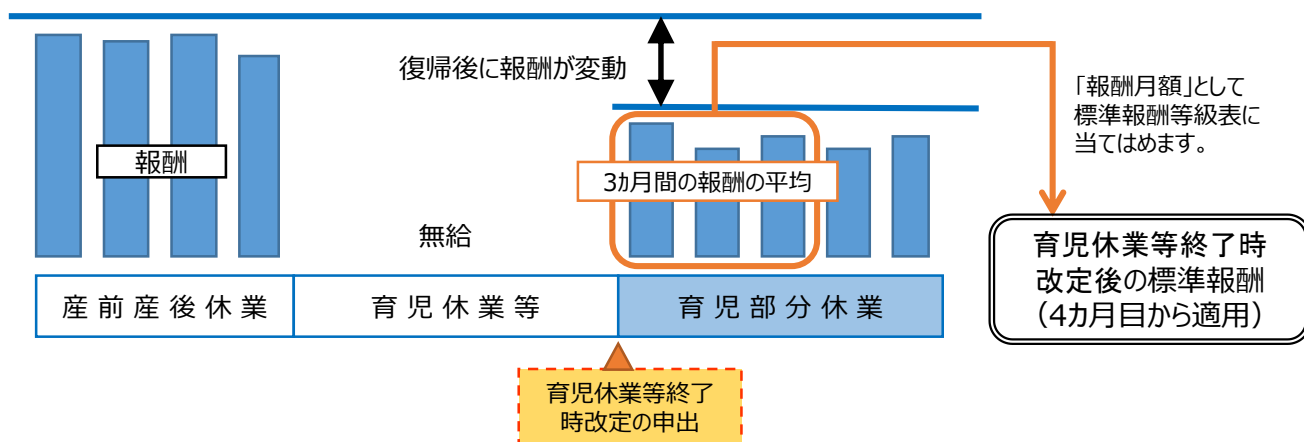 復帰後に報酬が変動
「報酬月額」として
標準報酬等級表に
当てはめます。
報酬
3ヵ月間の報酬の平均
無給
育児休業等終了時
改定後の標準報酬
（4カ月目から適用）
産前産後休業
育児休業等
育児部分休業
育児休業等終了
時改定の申出